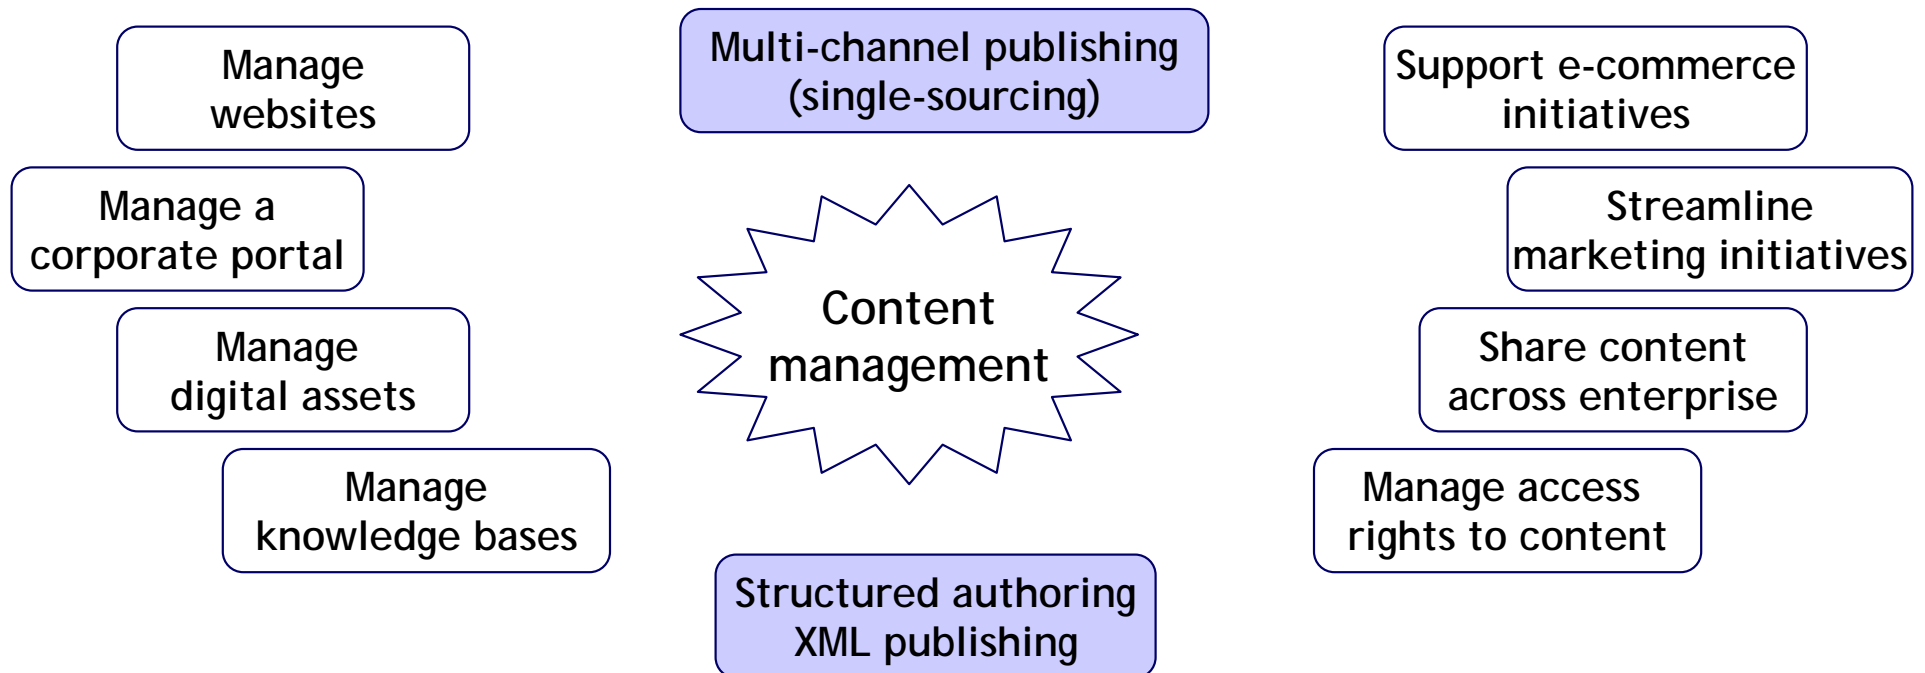 Manage
websites
Manage a
corporate portal
Manage
digital assets
Manage
knowledge bases
Multi-channel publishing
(single-sourcing)
Content
management
Structured authoring
XML publishing
Support e-commerce
initiatives
Streamline
marketing initiatives
Share content
across enterprise
Manage access
rights to content